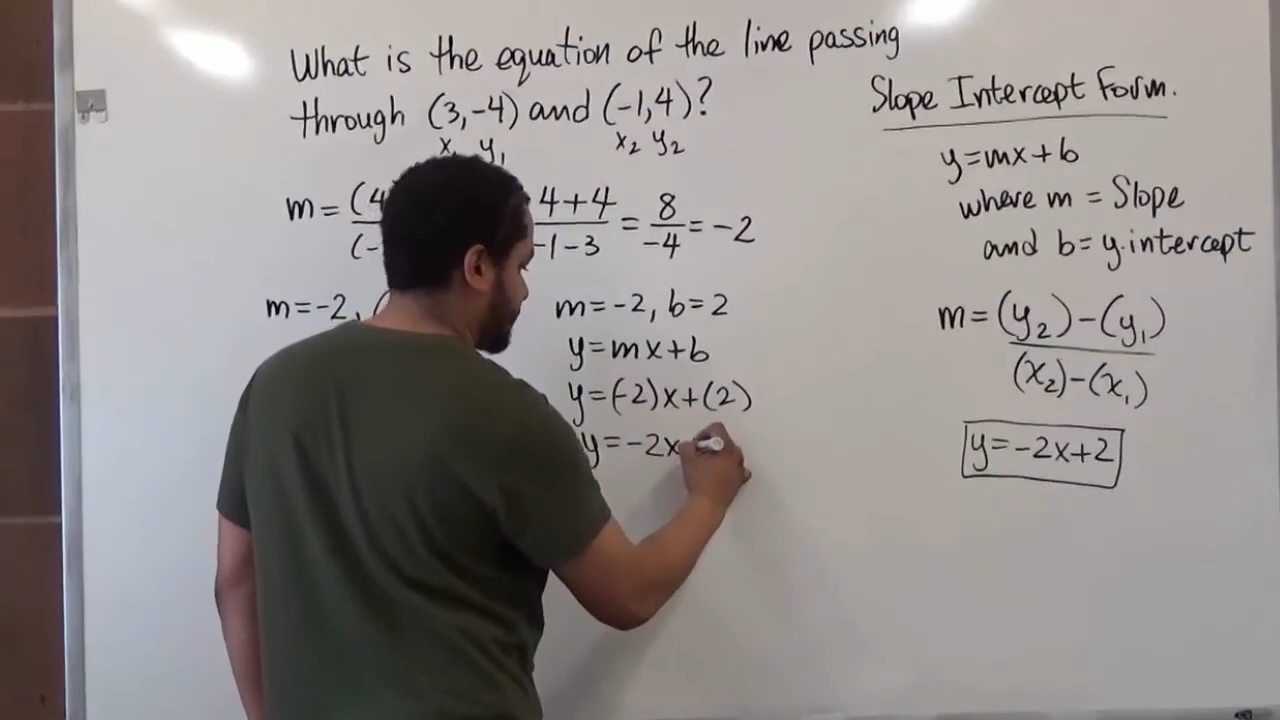 What is the equation of the line passing
through (3,-4) and (-1,4)?
y₁ x₂ y₂
m = (4 4+4 = 8 = -2
(- -1-3 -4
m=-2, ( m=-2, b=2
y=mx+b
y=(-2)x+(2)
y=-2x
Slope Intercept Form.
y=mx+b
where m = Slope
and b= y.intercept
m=(y₂)-(y₁)
(x₂)-(x₁)
y=-2x+2